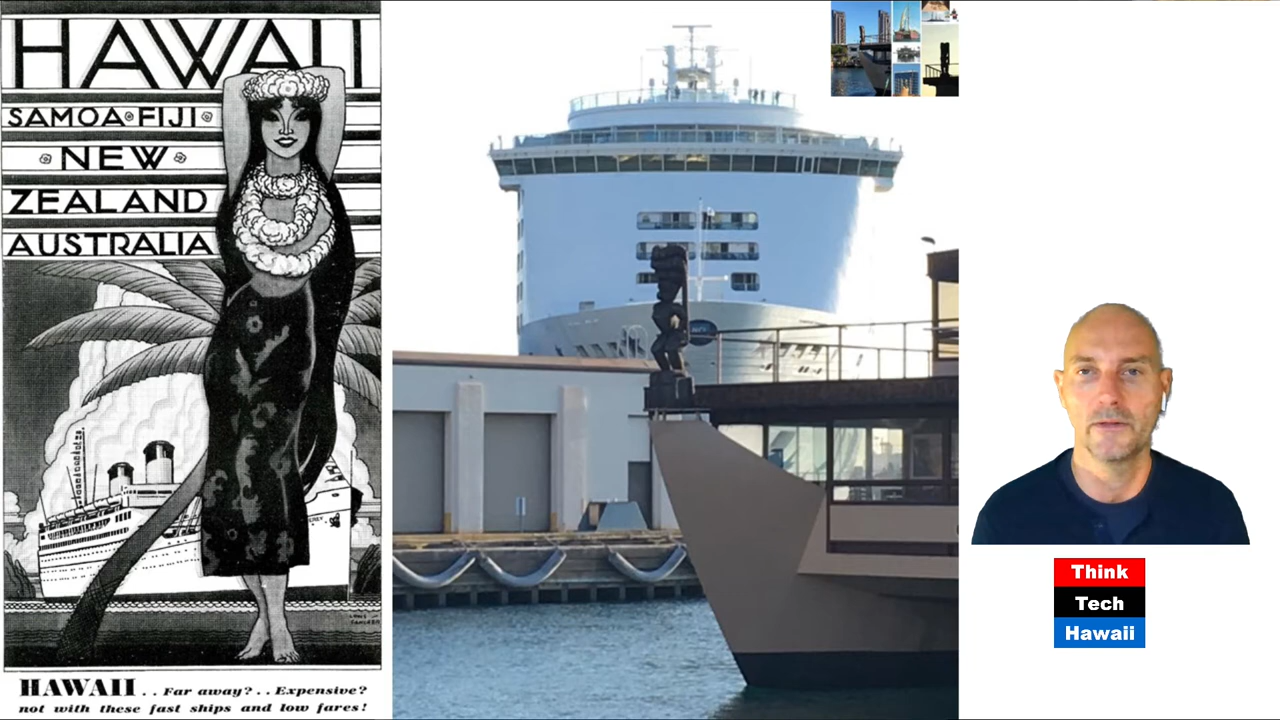 HAWAII
SAMOA FIJI
NEW
ZEALAND
AUSTRALIA
HAWAII . . Far away? . . Expensive?
not with these fast ships and low fares!
Think
Tech
Hawaii